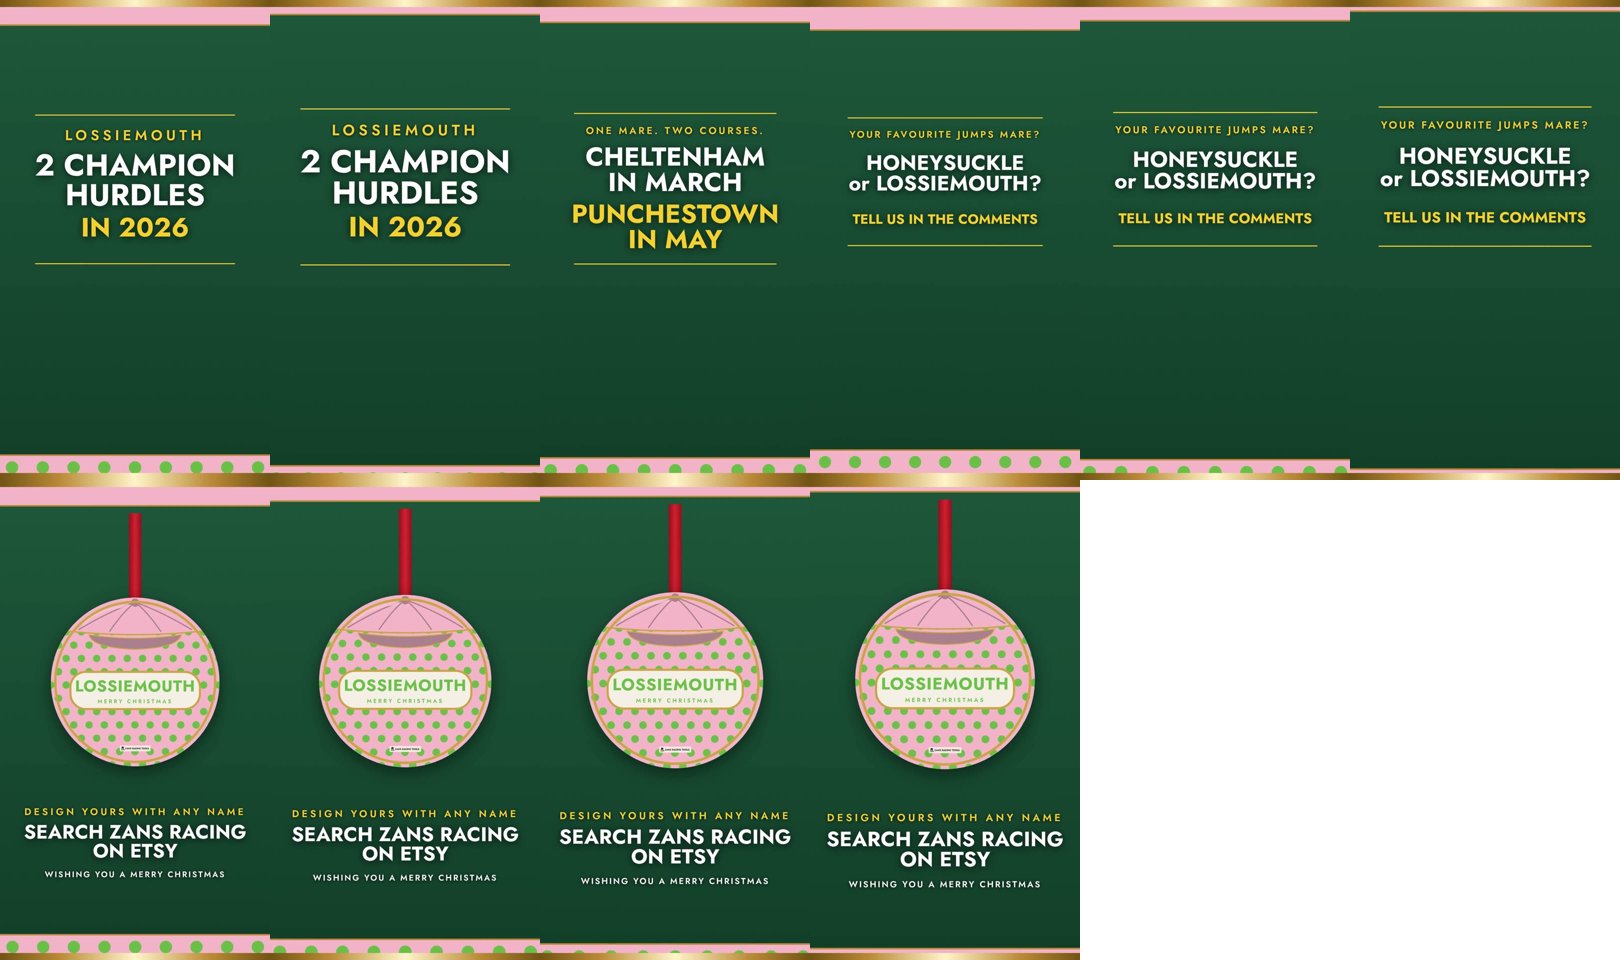 LOSSIEMOUTH
2 CHAMPION
HURDLES
IN 2026
LOSSIEMOUTH
2 CHAMPION
HURDLES
IN 2026
ONE MARE. TWO COURSES.
CHELTENHAM
IN MARCH
PUNCHESTOWN
IN MAY
YOUR FAVOURITE JUMPS MARE?
HONEYSUCKLE
or LOSSIEMOUTH?
TELL US IN THE COMMENTS
YOUR FAVOURITE JUMPS MARE?
HONEYSUCKLE
or LOSSIEMOUTH?
TELL US IN THE COMMENTS
YOUR FAVOURITE JUMPS MARE?
HONEYSUCKLE
or LOSSIEMOUTH?
TELL US IN THE COMMENTS
LOSSIEMOUTH
MERRY CHRISTMAS
DESIGN YOURS WITH ANY NAME
SEARCH ZANS RACING
ON ETSY
WISHING YOU A MERRY CHRISTMAS
LOSSIEMOUTH
MERRY CHRISTMAS
DESIGN YOURS WITH ANY NAME
SEARCH ZANS RACING
ON ETSY
WISHING YOU A MERRY CHRISTMAS
LOSSIEMOUTH
MERRY CHRISTMAS
DESIGN YOURS WITH ANY NAME
SEARCH ZANS RACING
ON ETSY
WISHING YOU A MERRY CHRISTMAS
LOSSIEMOUTH
MERRY CHRISTMAS
DESIGN YOURS WITH ANY NAME
SEARCH ZANS RACING
ON ETSY
WISHING YOU A MERRY CHRISTMAS